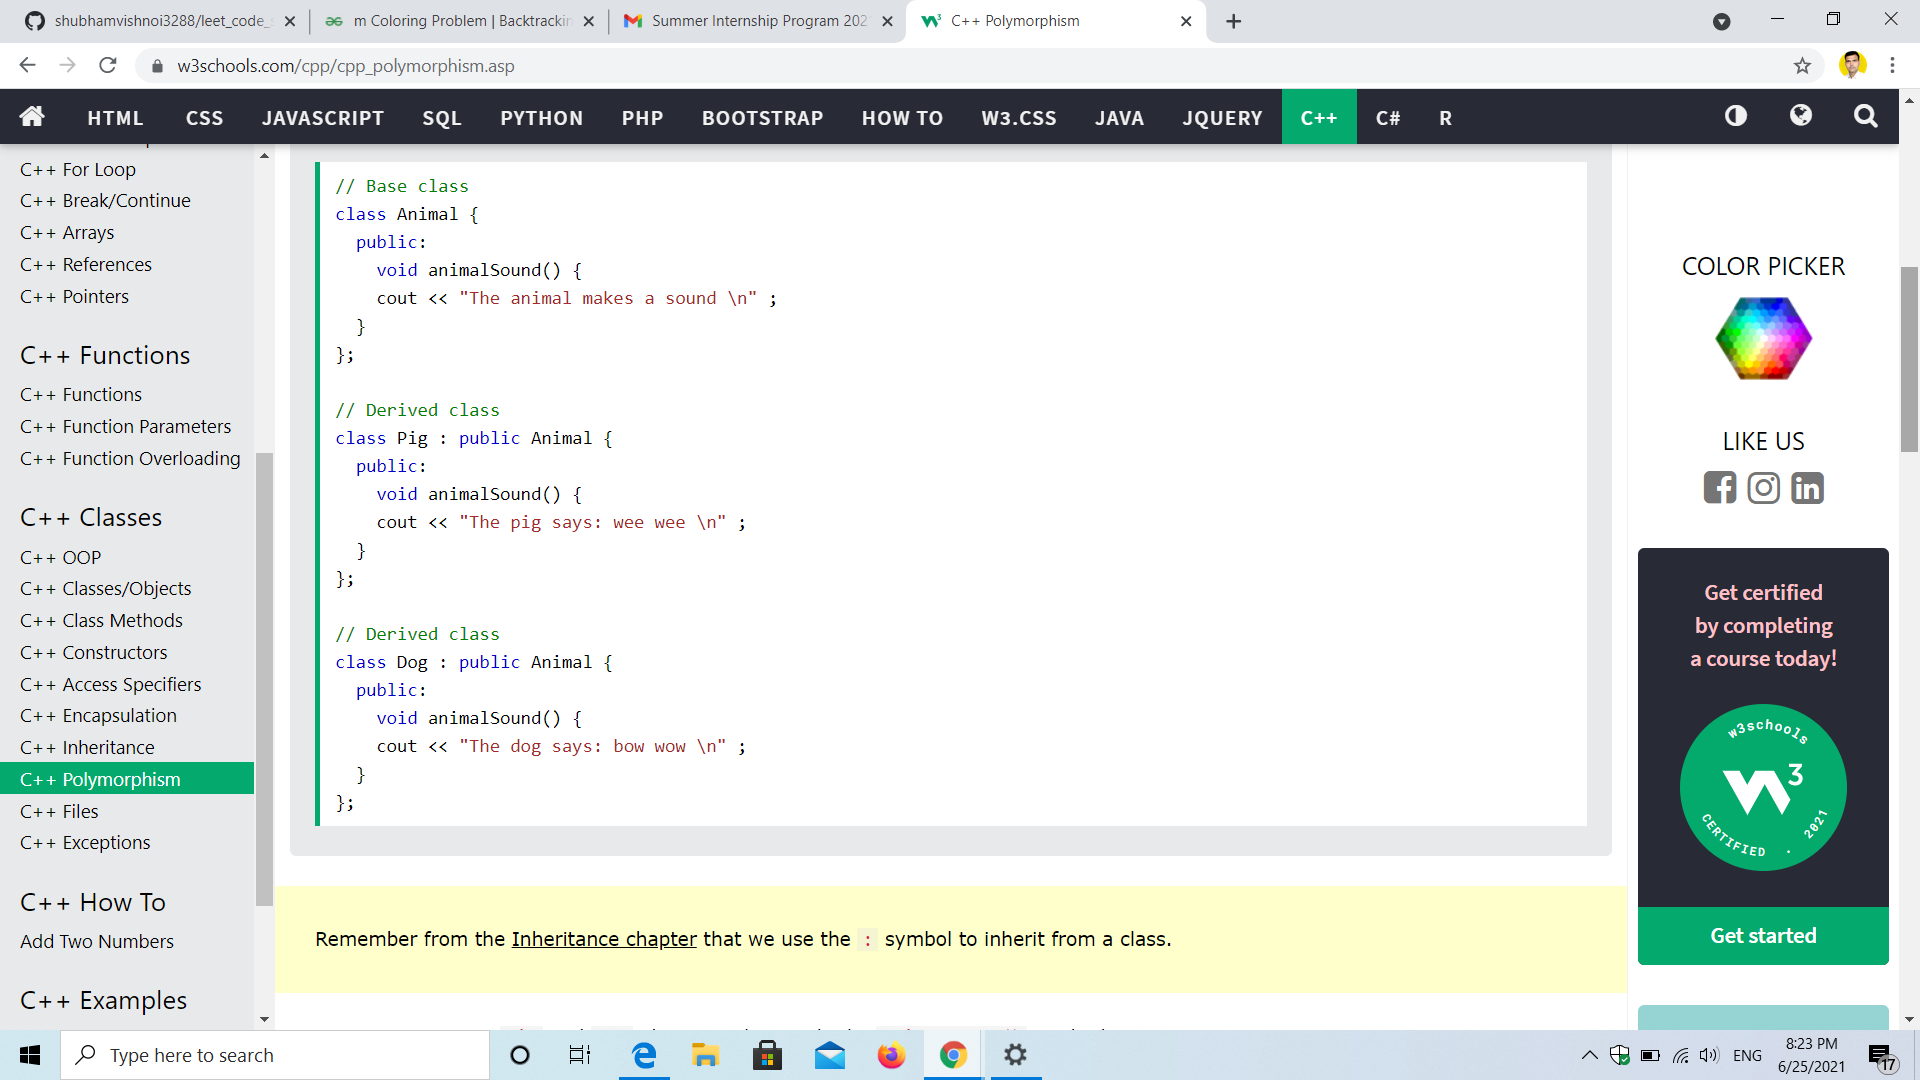 shubhamvishnoi3288/leet_code_s
m Coloring Problem | Backtrackin
Summer Internship Program 202
C++ Polymorphism
w3schools.com/cpp/cpp_polymorphism.asp
HTML CSS JAVASCRIPT SQL PYTHON PHP BOOTSTRAP HOW TO W3.CSS JAVA JQUERY C++ C# R
C++ For Loop
C++ Break/Continue
C++ Arrays
C++ References
C++ Pointers
C++ Functions
C++ Functions
C++ Function Parameters
C++ Function Overloading
C++ Classes
C++ OOP
C++ Classes/Objects
C++ Class Methods
C++ Constructors
C++ Access Specifiers
C++ Encapsulation
C++ Inheritance
C++ Polymorphism
C++ Files
C++ Exceptions
C++ How To
Add Two Numbers
C++ Examples
// Base class
class Animal {
public:
void animalSound() {
cout << "The animal makes a sound \n" ;
}
};
// Derived class
class Pig : public Animal {
public:
void animalSound() {
cout << "The pig says: wee wee \n" ;
}
};
// Derived class
class Dog : public Animal {
public:
void animalSound() {
cout << "The dog says: bow wow \n" ;
}
};
Remember from the Inheritance chapter that we use the : symbol to inherit from a class.
COLOR PICKER
LIKE US
Get certified
by completing
a course today!
w3schools
W3
CERTIFIED . 2021
Get started
Type here to search
ENG
8:23 PM
6/25/2021
17